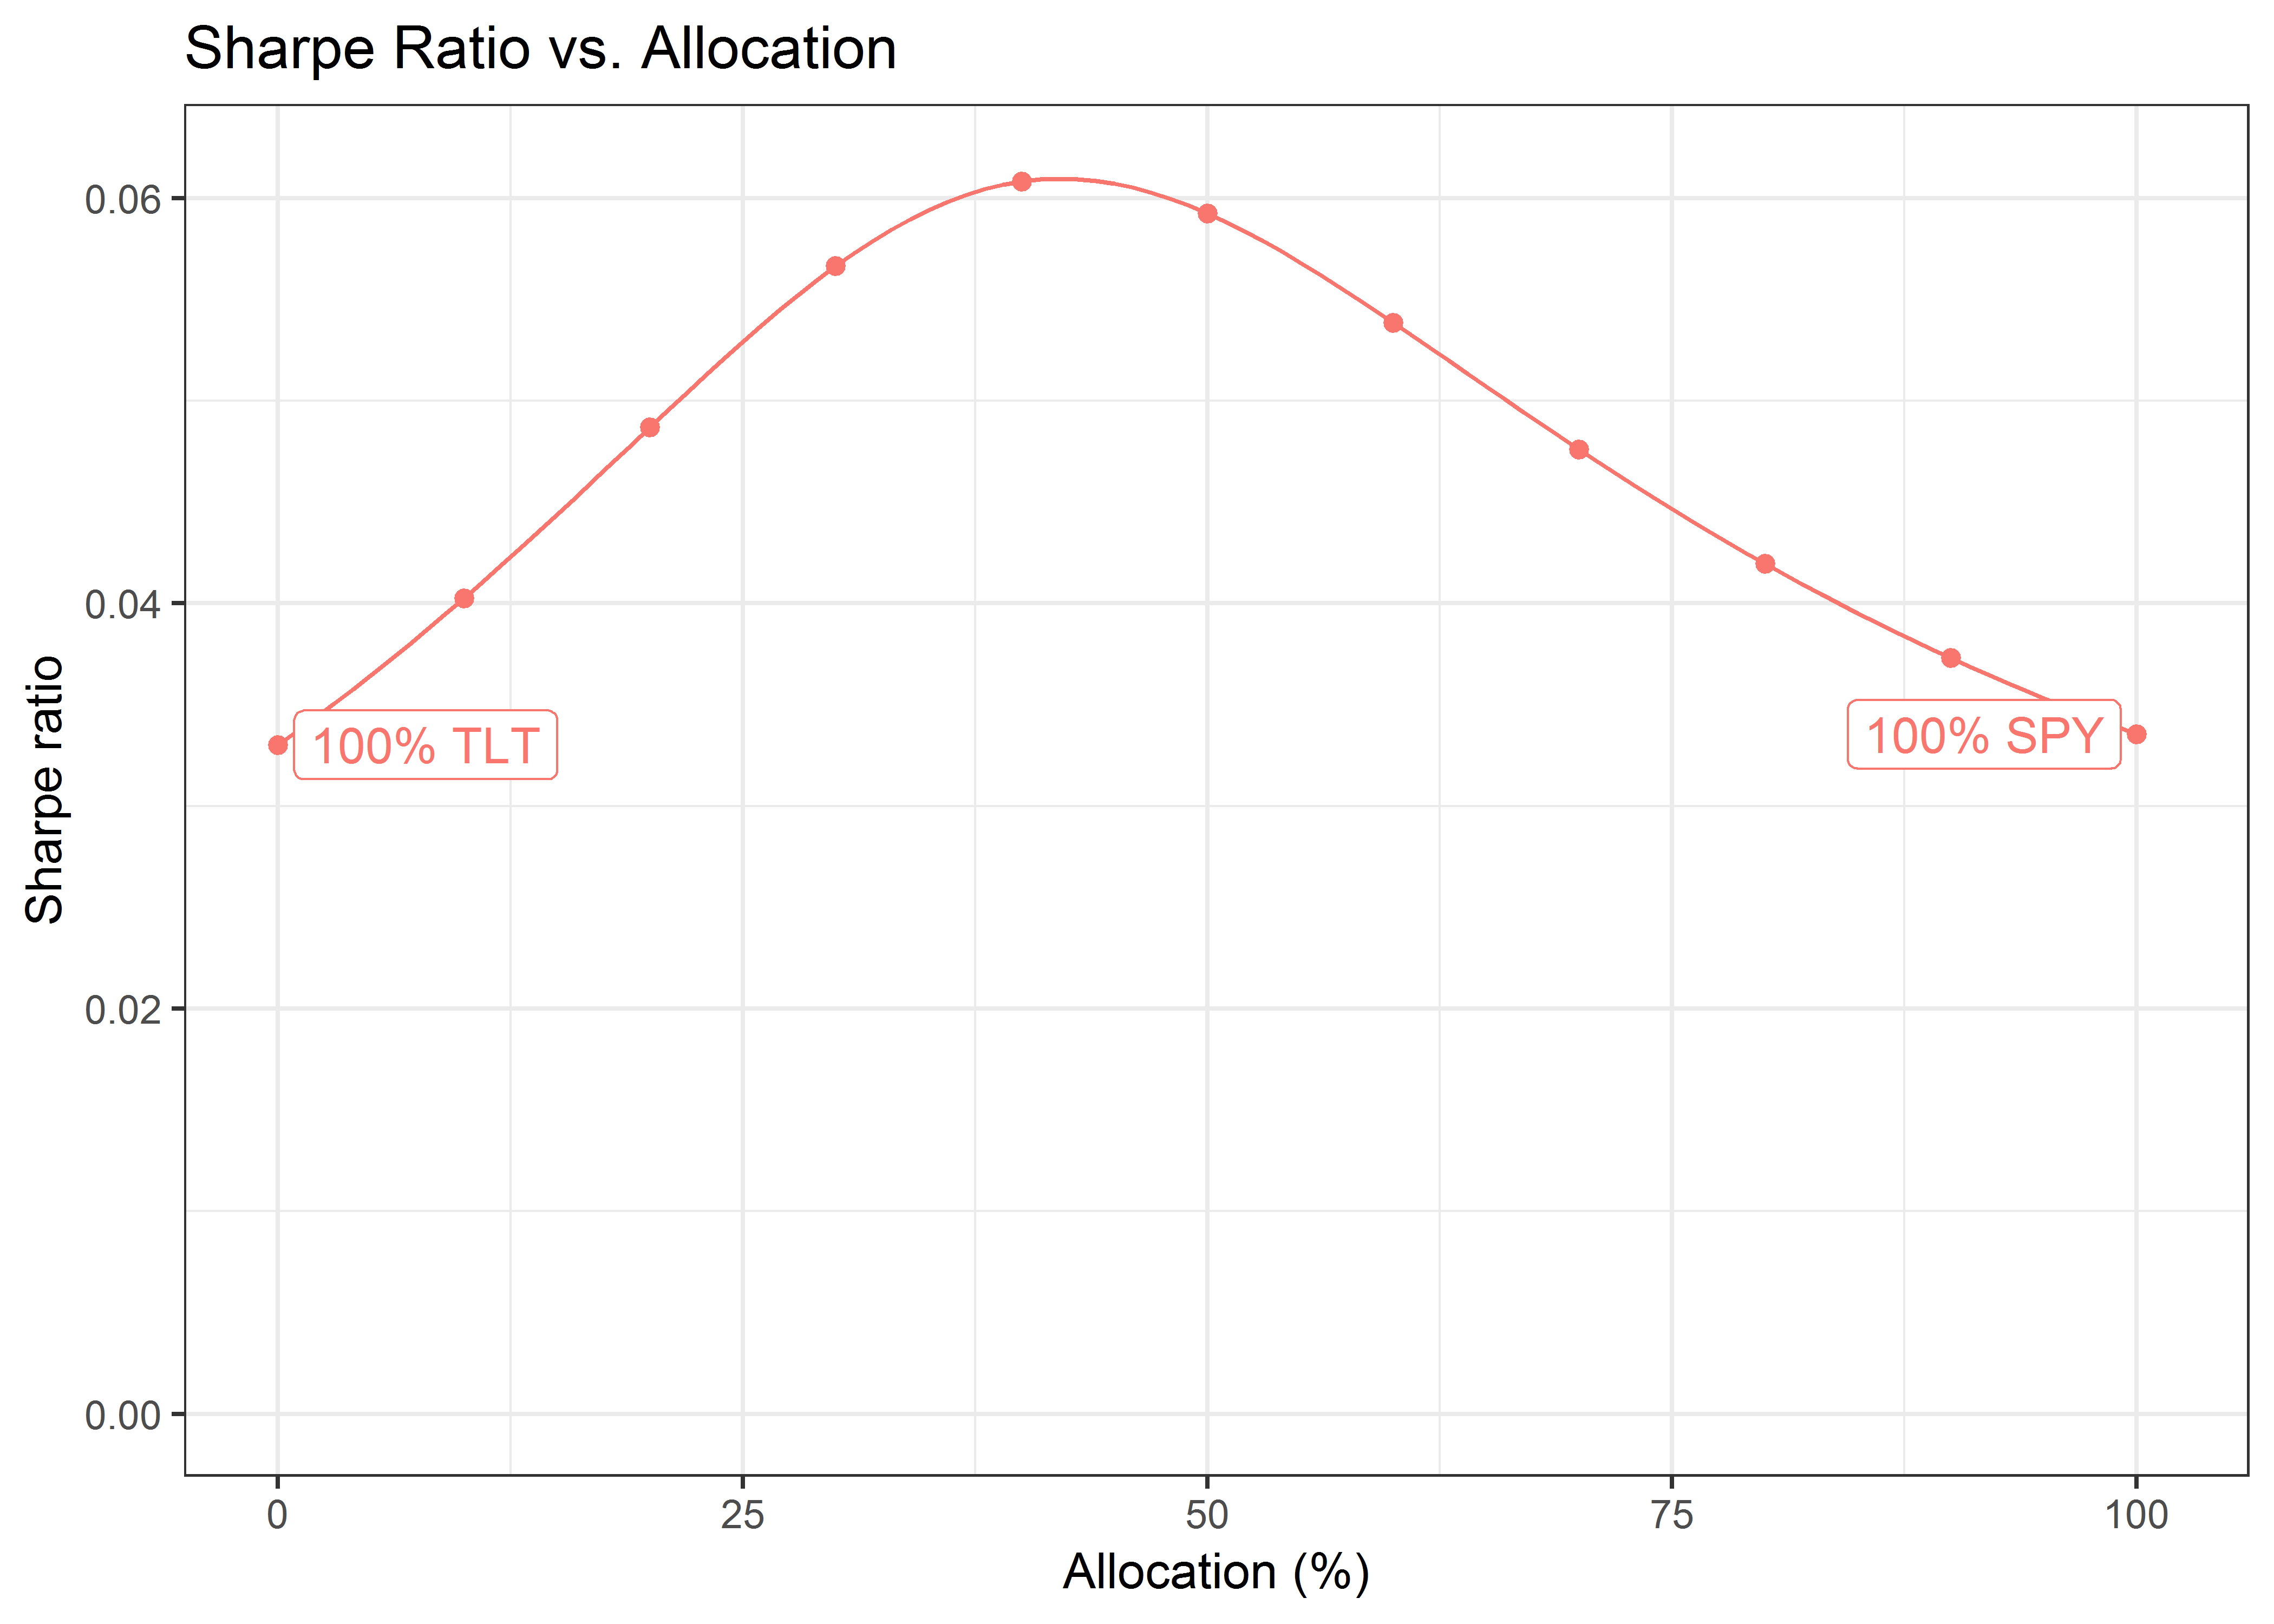 Sharpe Ratio vs. Allocation
Sharpe ratio
0.06
0.04
0.02
0.00
100% TLT
100% SPY
0
25
50
75
100
Allocation (%)